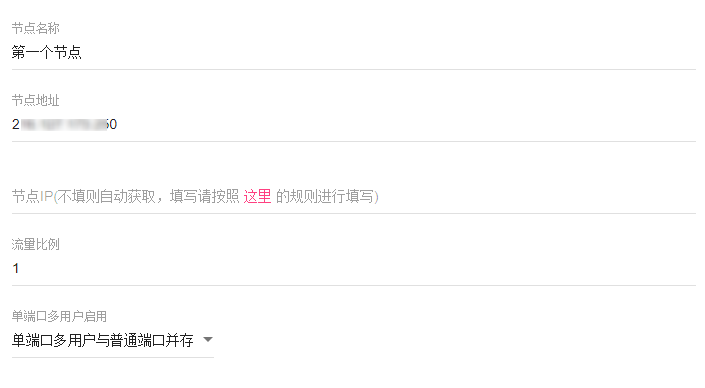 节点名称
第一个节点
节点地址
节点IP(不填则自动获取，填写请按照 这里 的规则进行填写)
流量比例
1
单端口多用户启用
单端口多用户与普通端口并存